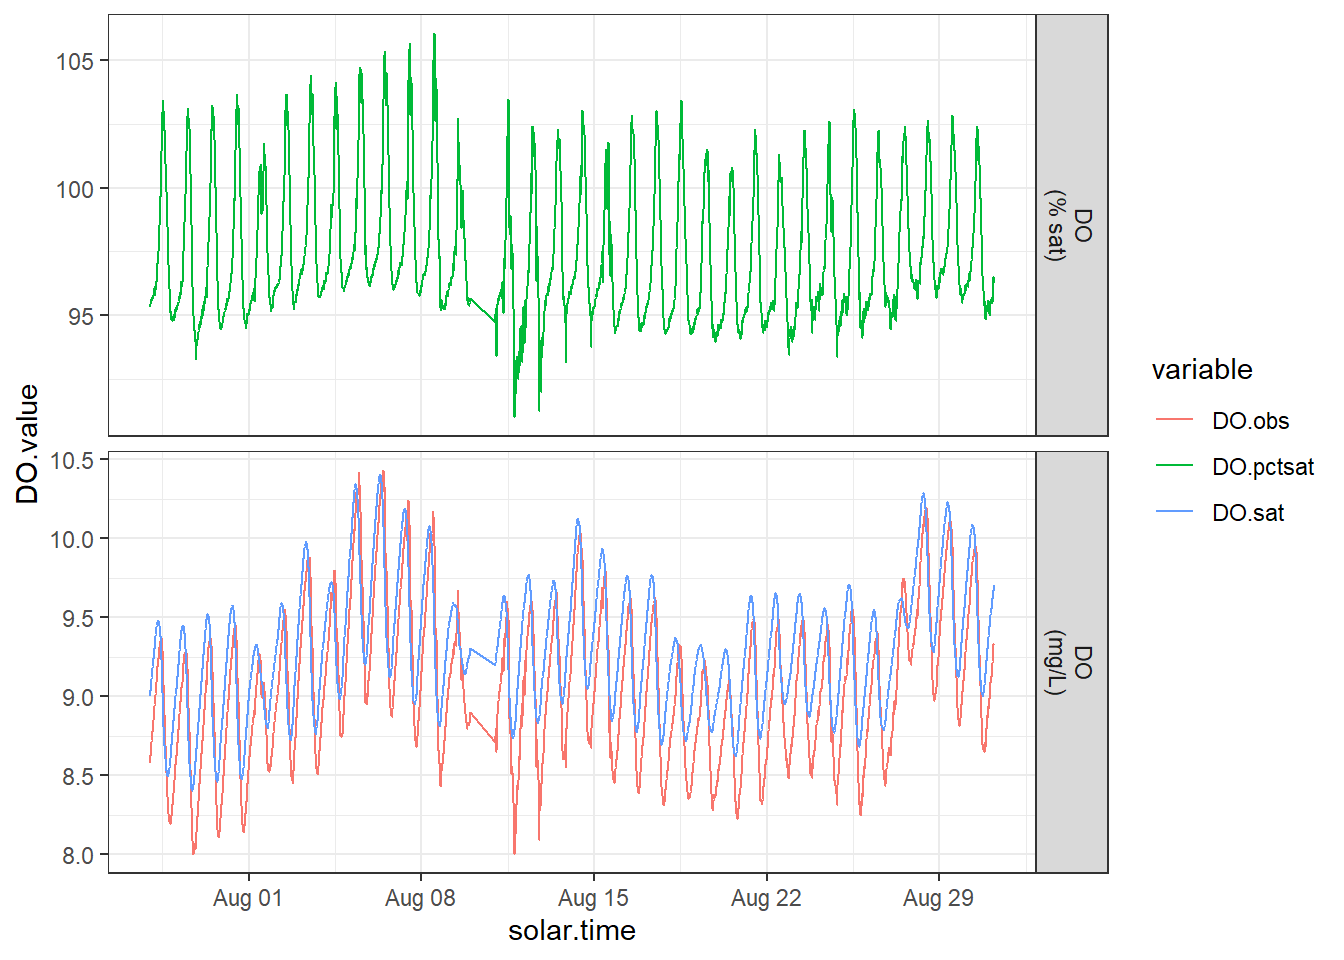 105
100
95
DO
(% sat)
DO.value
10.5
10.0
9.5
9.0
8.5
8.0
DO
(mg/L)
Aug 01
Aug 08
Aug 15
Aug 22
Aug 29
solar.time
variable
DO.obs
DO.pctsat
DO.sat